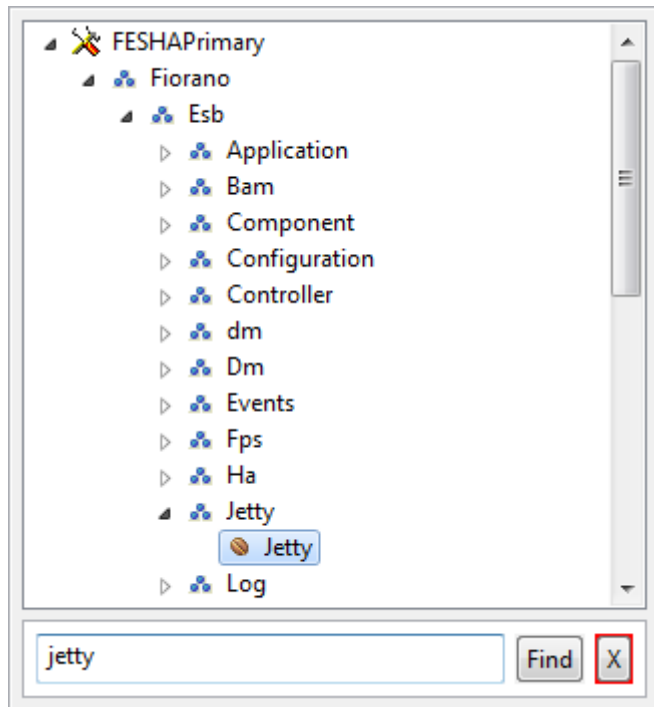 FESHAPrimary
Fiorano
Esb
Application
Bam
Component
Configuration
Controller
dm
Dm
Events
Fps
Ha
Jetty
Jetty
Log
jetty Find X